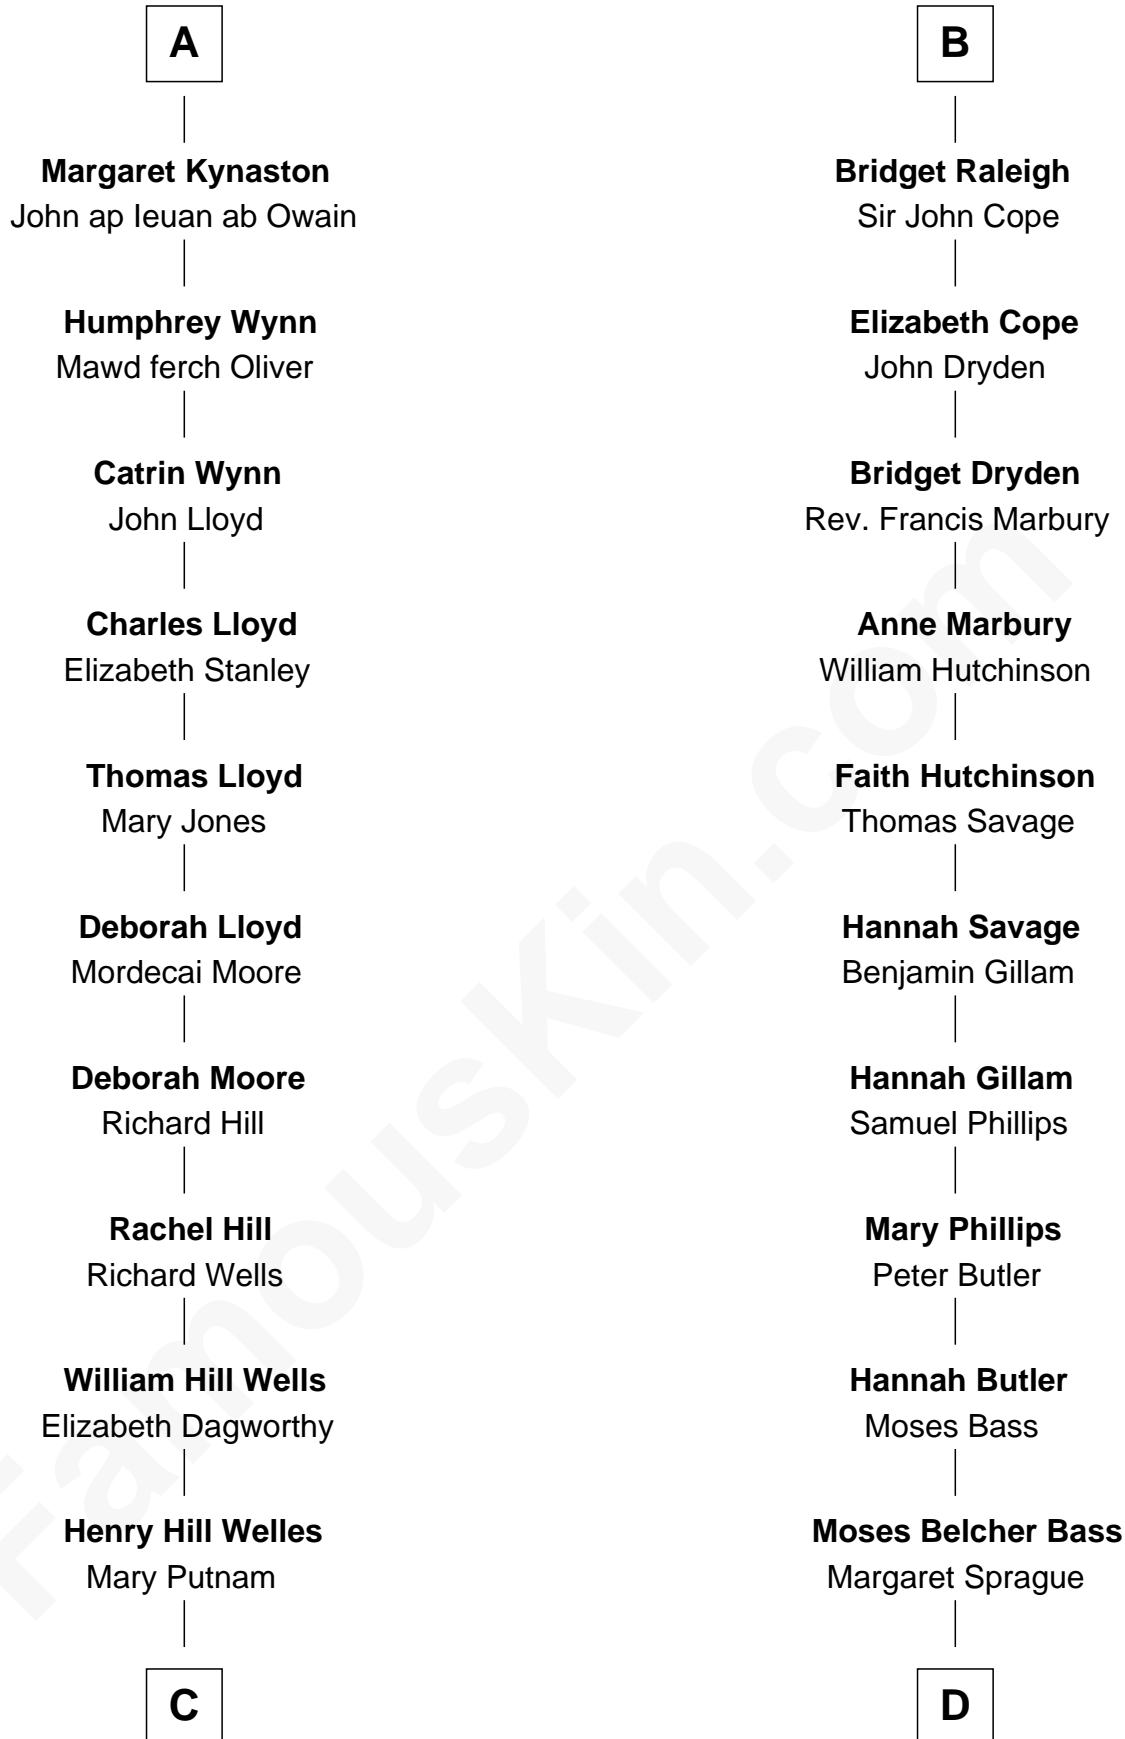 A
Margaret Kynaston
John ap Ieuan ab Owain
Humphrey Wynn
Mawd ferch Oliver
Catrin Wynn
John Lloyd
Charles Lloyd
Elizabeth Stanley
Thomas Lloyd
Mary Jones
Deborah Lloyd
Mordecai Moore
Deborah Moore
Richard Hill
Rachel Hill
Richard Wells
William Hill Wells
Elizabeth Dagworthy
Henry Hill Welles
Mary Putnam
C
B
Bridget Raleigh
Sir John Cope
Elizabeth Cope
John Dryden
Bridget Dryden
Rev. Francis Marbury
Anne Marbury
William Hutchinson
Faith Hutchinson
Thomas Savage
Hannah Savage
Benjamin Gillam
Hannah Gillam
Samuel Phillips
Mary Phillips
Peter Butler
Hannah Butler
Moses Bass
Moses Belcher Bass
Margaret Sprague
D
FamousKin.com